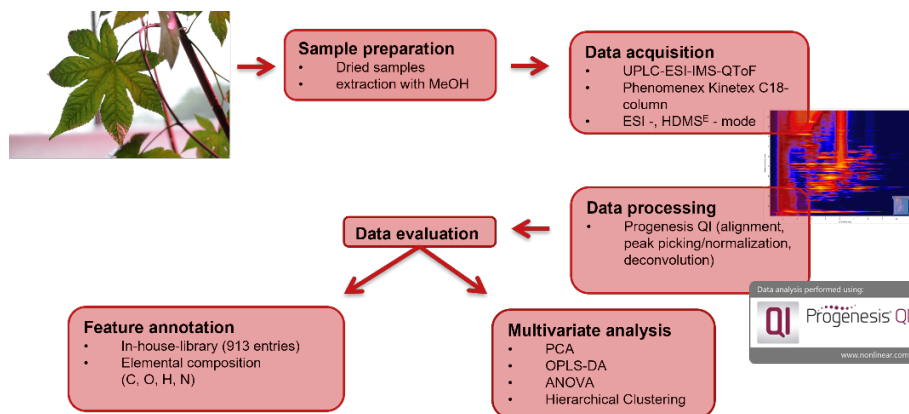 Sample preparation
• Dried samples
• extraction with MeOH
Data acquisition
• UPLC-ESI-IMS-QToF
• Phenomenex Kinetex C18-
column
• ESI -, HDMSᴱ - mode
Data processing
• Progenesis QI (alignment,
peak picking/normalization,
deconvolution)
Data evaluation
Data analysis performed using:
QI Progenesis QI
www.nonlinear.com
Feature annotation
• In-house-library (913 entries)
• Elemental composition
(C, O, H, N)
Multivariate analysis
• PCA
• OPLS-DA
• ANOVA
• Hierarchical Clustering